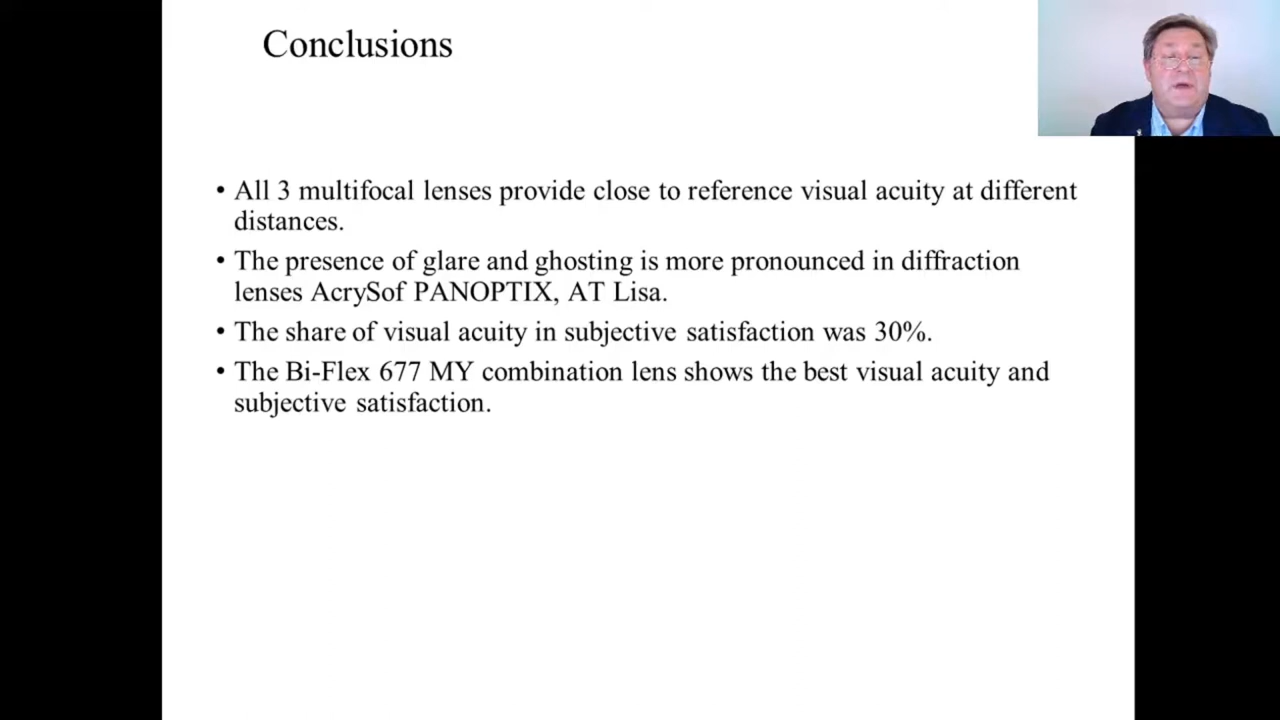 Conclusions
• All 3 multifocal lenses provide close to reference visual acuity at different
distances.
• The presence of glare and ghosting is more pronounced in diffraction
lenses AcrySof PANOPTIX, AT Lisa.
• The share of visual acuity in subjective satisfaction was 30%.
• The Bi-Flex 677 MY combination lens shows the best visual acuity and
subjective satisfaction.